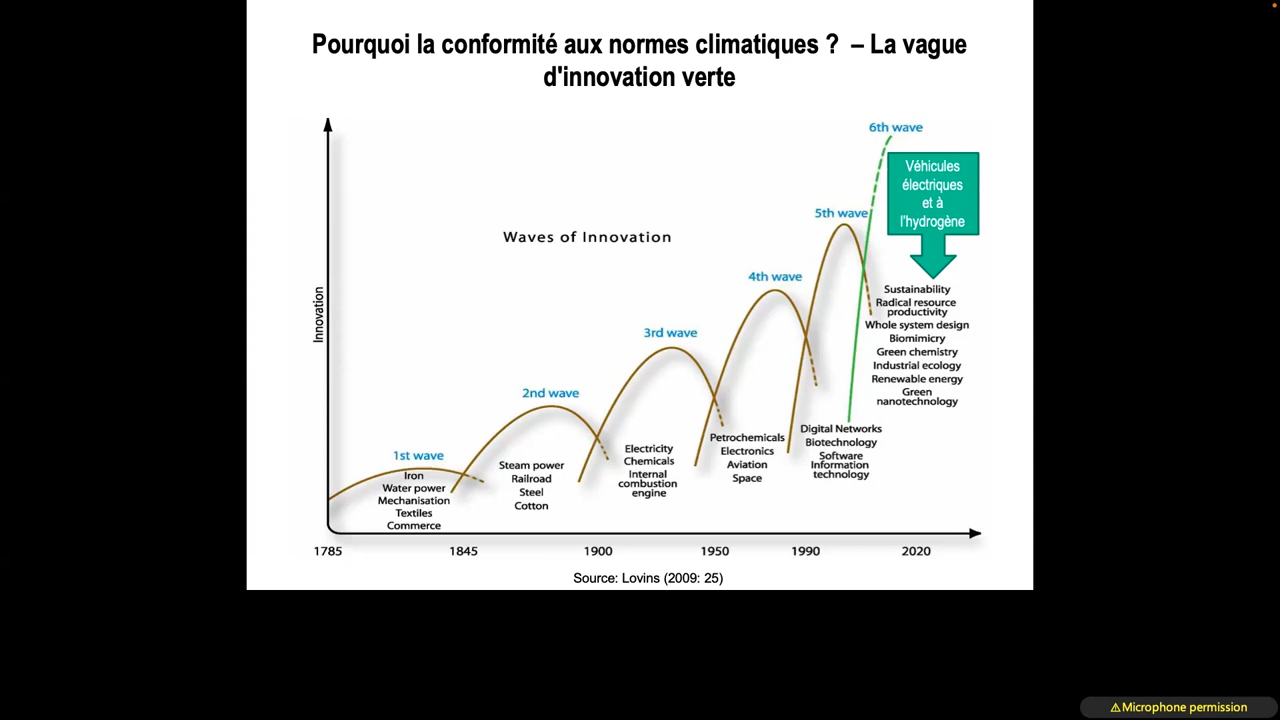 Pourquoi la conformité aux normes climatiques ?  – La vague
d'innovation verte
6th wave
Véhicules
électriques
et à
l'hydrogène
5th wave
Waves of Innovation
4th wave
Sustainability
Radical resource
productivity
Whole system design
Biomimicry
Green chemistry
Industrial ecology
Renewable energy
Green
nanotechnology
Innovation
3rd wave
2nd wave
Digital Networks
Biotechnology
Software
Information
technology
Petrochemicals
Electronics
Aviation
Space
Electricity
Chemicals
Internal
combustion
engine
1st wave
Steam power
Railroad
Steel
Cotton
Iron
Water power
Mechanisation
Textiles
Commerce
1785
1845
1900
1950
1990
2020
Source: Lovins (2009: 25)
⚠Microphone permission